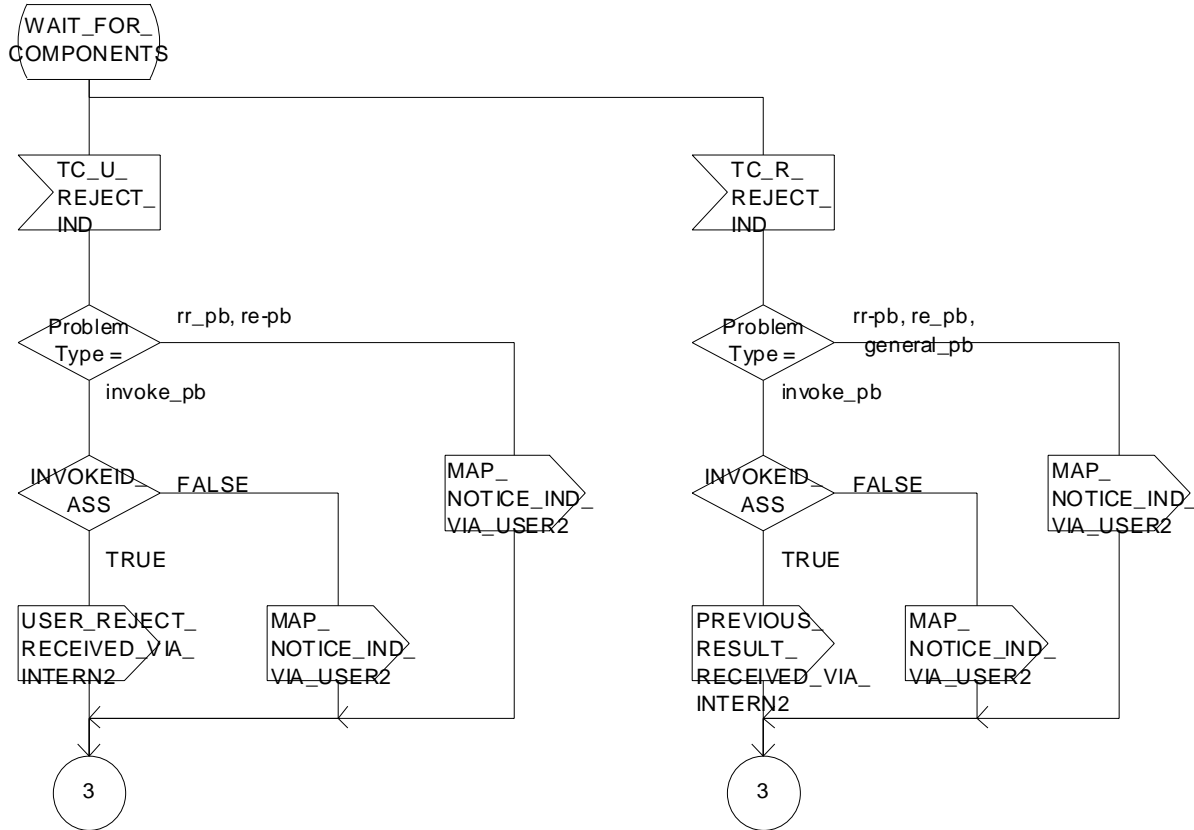 WAIT_FOR_
COMPONENTS
TC_U_
REJECT_
IND
TC_R_
REJECT_
IND
Problem
Type =
rr_pb, re-pb
invoke_pb
Problem
Type =
rr-pb, re_pb,
general_pb
invoke_pb
INVOKEID_
ASS
FALSE
TRUE
MAP_
NOTICE_IND_
VIA_USER2
INVOKEID_
ASS
FALSE
TRUE
MAP_
NOTICE_IND_
VIA_USER2
USER_REJECT_
RECEIVED_VIA_
INTERN2
MAP_
NOTICE_IND_
VIA_USER2
PREVIOUS_
RESULT_
RECEIVED_VIA_
INTERN2
MAP_
NOTICE_IND_
VIA_USER2
3
3